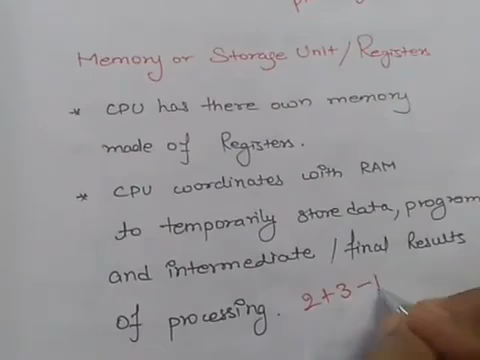 Memory or Storage Unit/Registers
* CPU has there own memory
made of Registers.
* CPU coordinates with RAM
to temporarily store data, program
and intermediate / final Results
of processing. 2+3-1